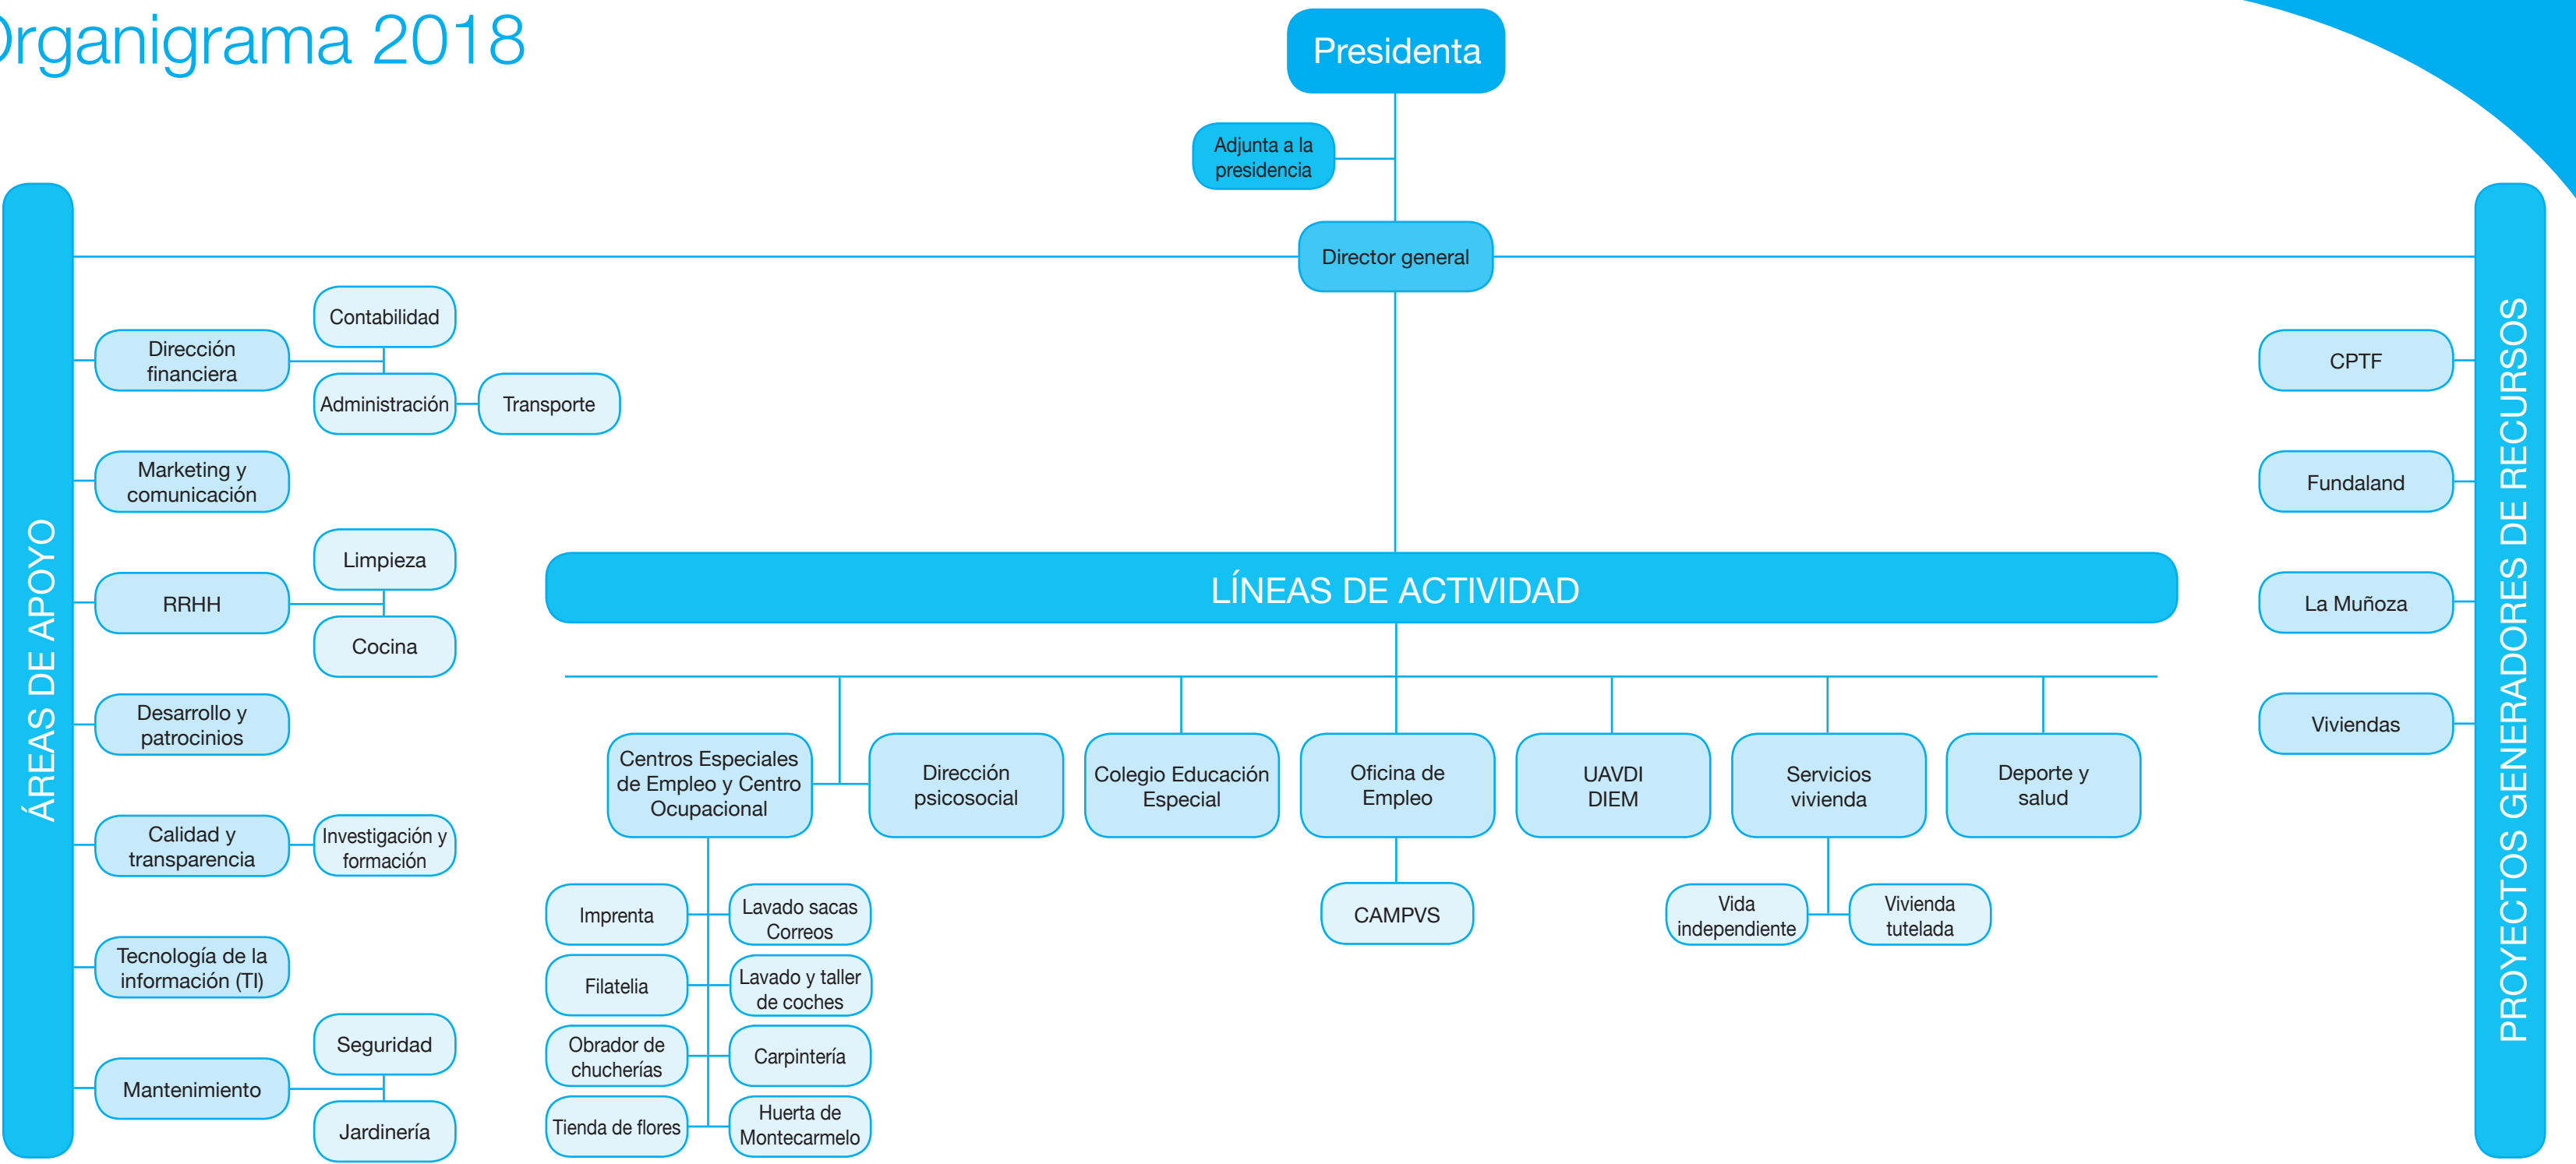 Organigrama 2018
Presidenta
Adjunta a la
presidencia
Director general
ÁREAS DE APOYO
Dirección
financiera
Contabilidad
Administración
Transporte
Marketing y
comunicación
RRHH
Limpieza
Cocina
Desarrollo y
patrocinios
Calidad y
transparencia
Investigación y
formación
Tecnología de la
información (TI)
Mantenimiento
Seguridad
Jardinería
LÍNEAS DE ACTIVIDAD
Centros Especiales
de Empleo y Centro
Ocupacional
Dirección
psicosocial
Colegio Educación
Especial
Oficina de
Empleo
UAVDI
DIEM
Servicios
vivienda
Deporte y
salud
Imprenta
Lavado sacas
Correos
Filatelia
Lavado y taller
de coches
Obrador de
chucherías
Carpintería
Tienda de flores
Huerta de
Montecarmelo
CAMPVS
Vida
independiente
Vivienda
tutelada
PROYECTOS GENERADORES DE RECURSOS
CPTF
Fundaland
La Muñoza
Viviendas